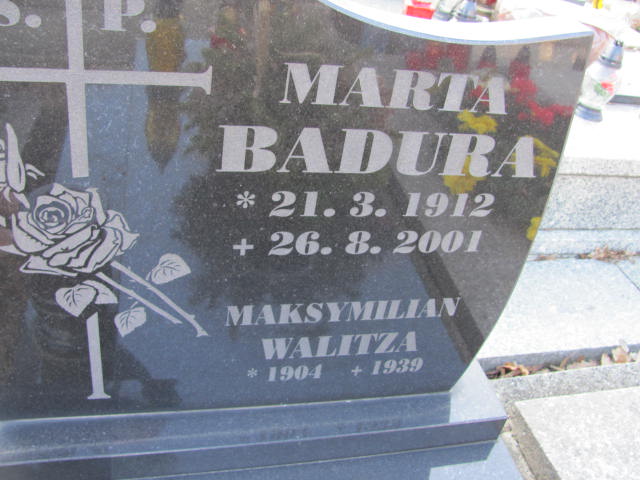 S. P.
MARTA
BADURA
* 21. 3. 1912
+ 26. 8. 2001
MAKSYMILIAN
WALITZA
* 1904 + 1939